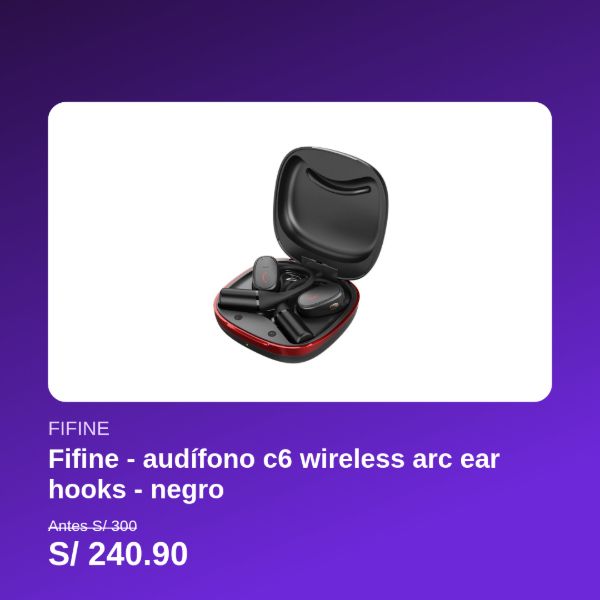 FIFINE
Fifine - audífono c6 wireless arc ear
hooks - negro
Antes S/ 300
S/ 240.90